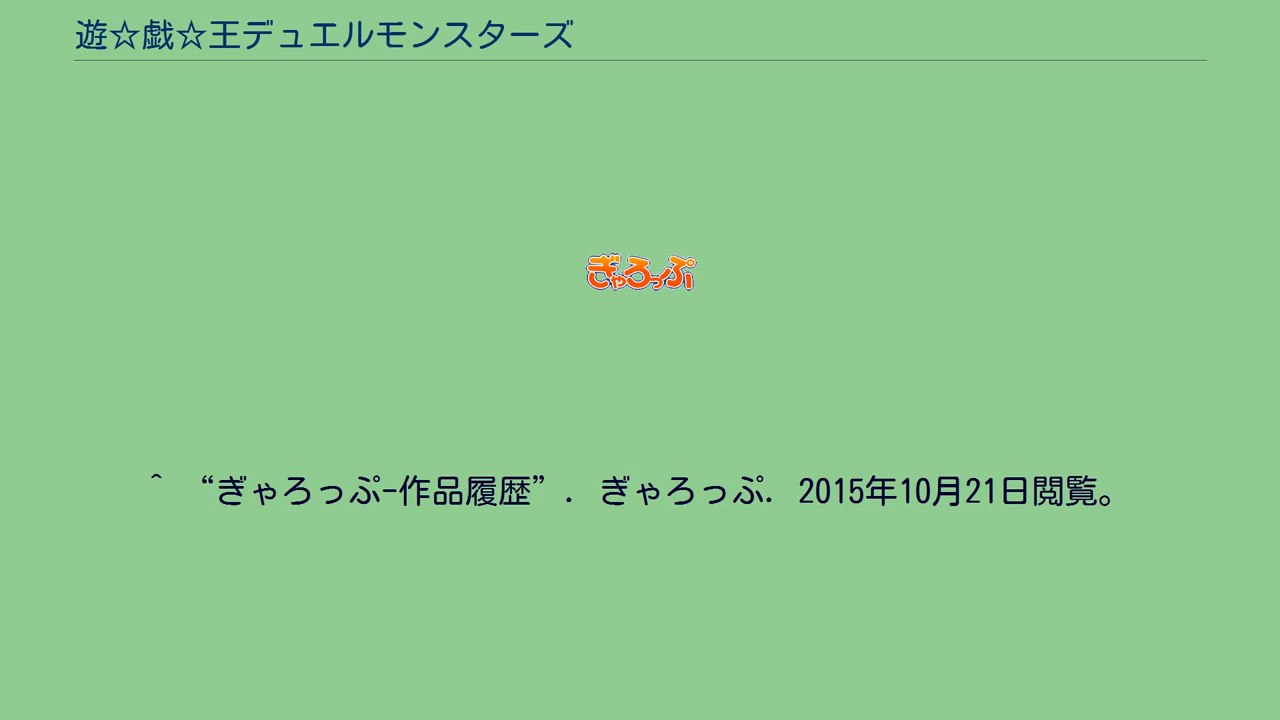 遊☆戯☆王デュエルモンスターズ
ぎゃろっぷ
^ “ぎゃろっぷ-作品履歴”. ぎゃろっぷ. 2015年10月21日閲覧。